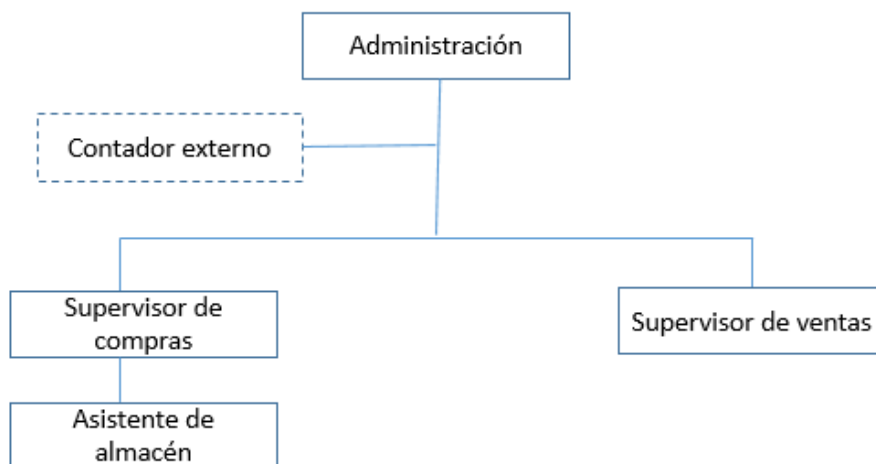 Administración
Contador externo
Supervisor de
compras
Supervisor de ventas
Asistente de
almacén